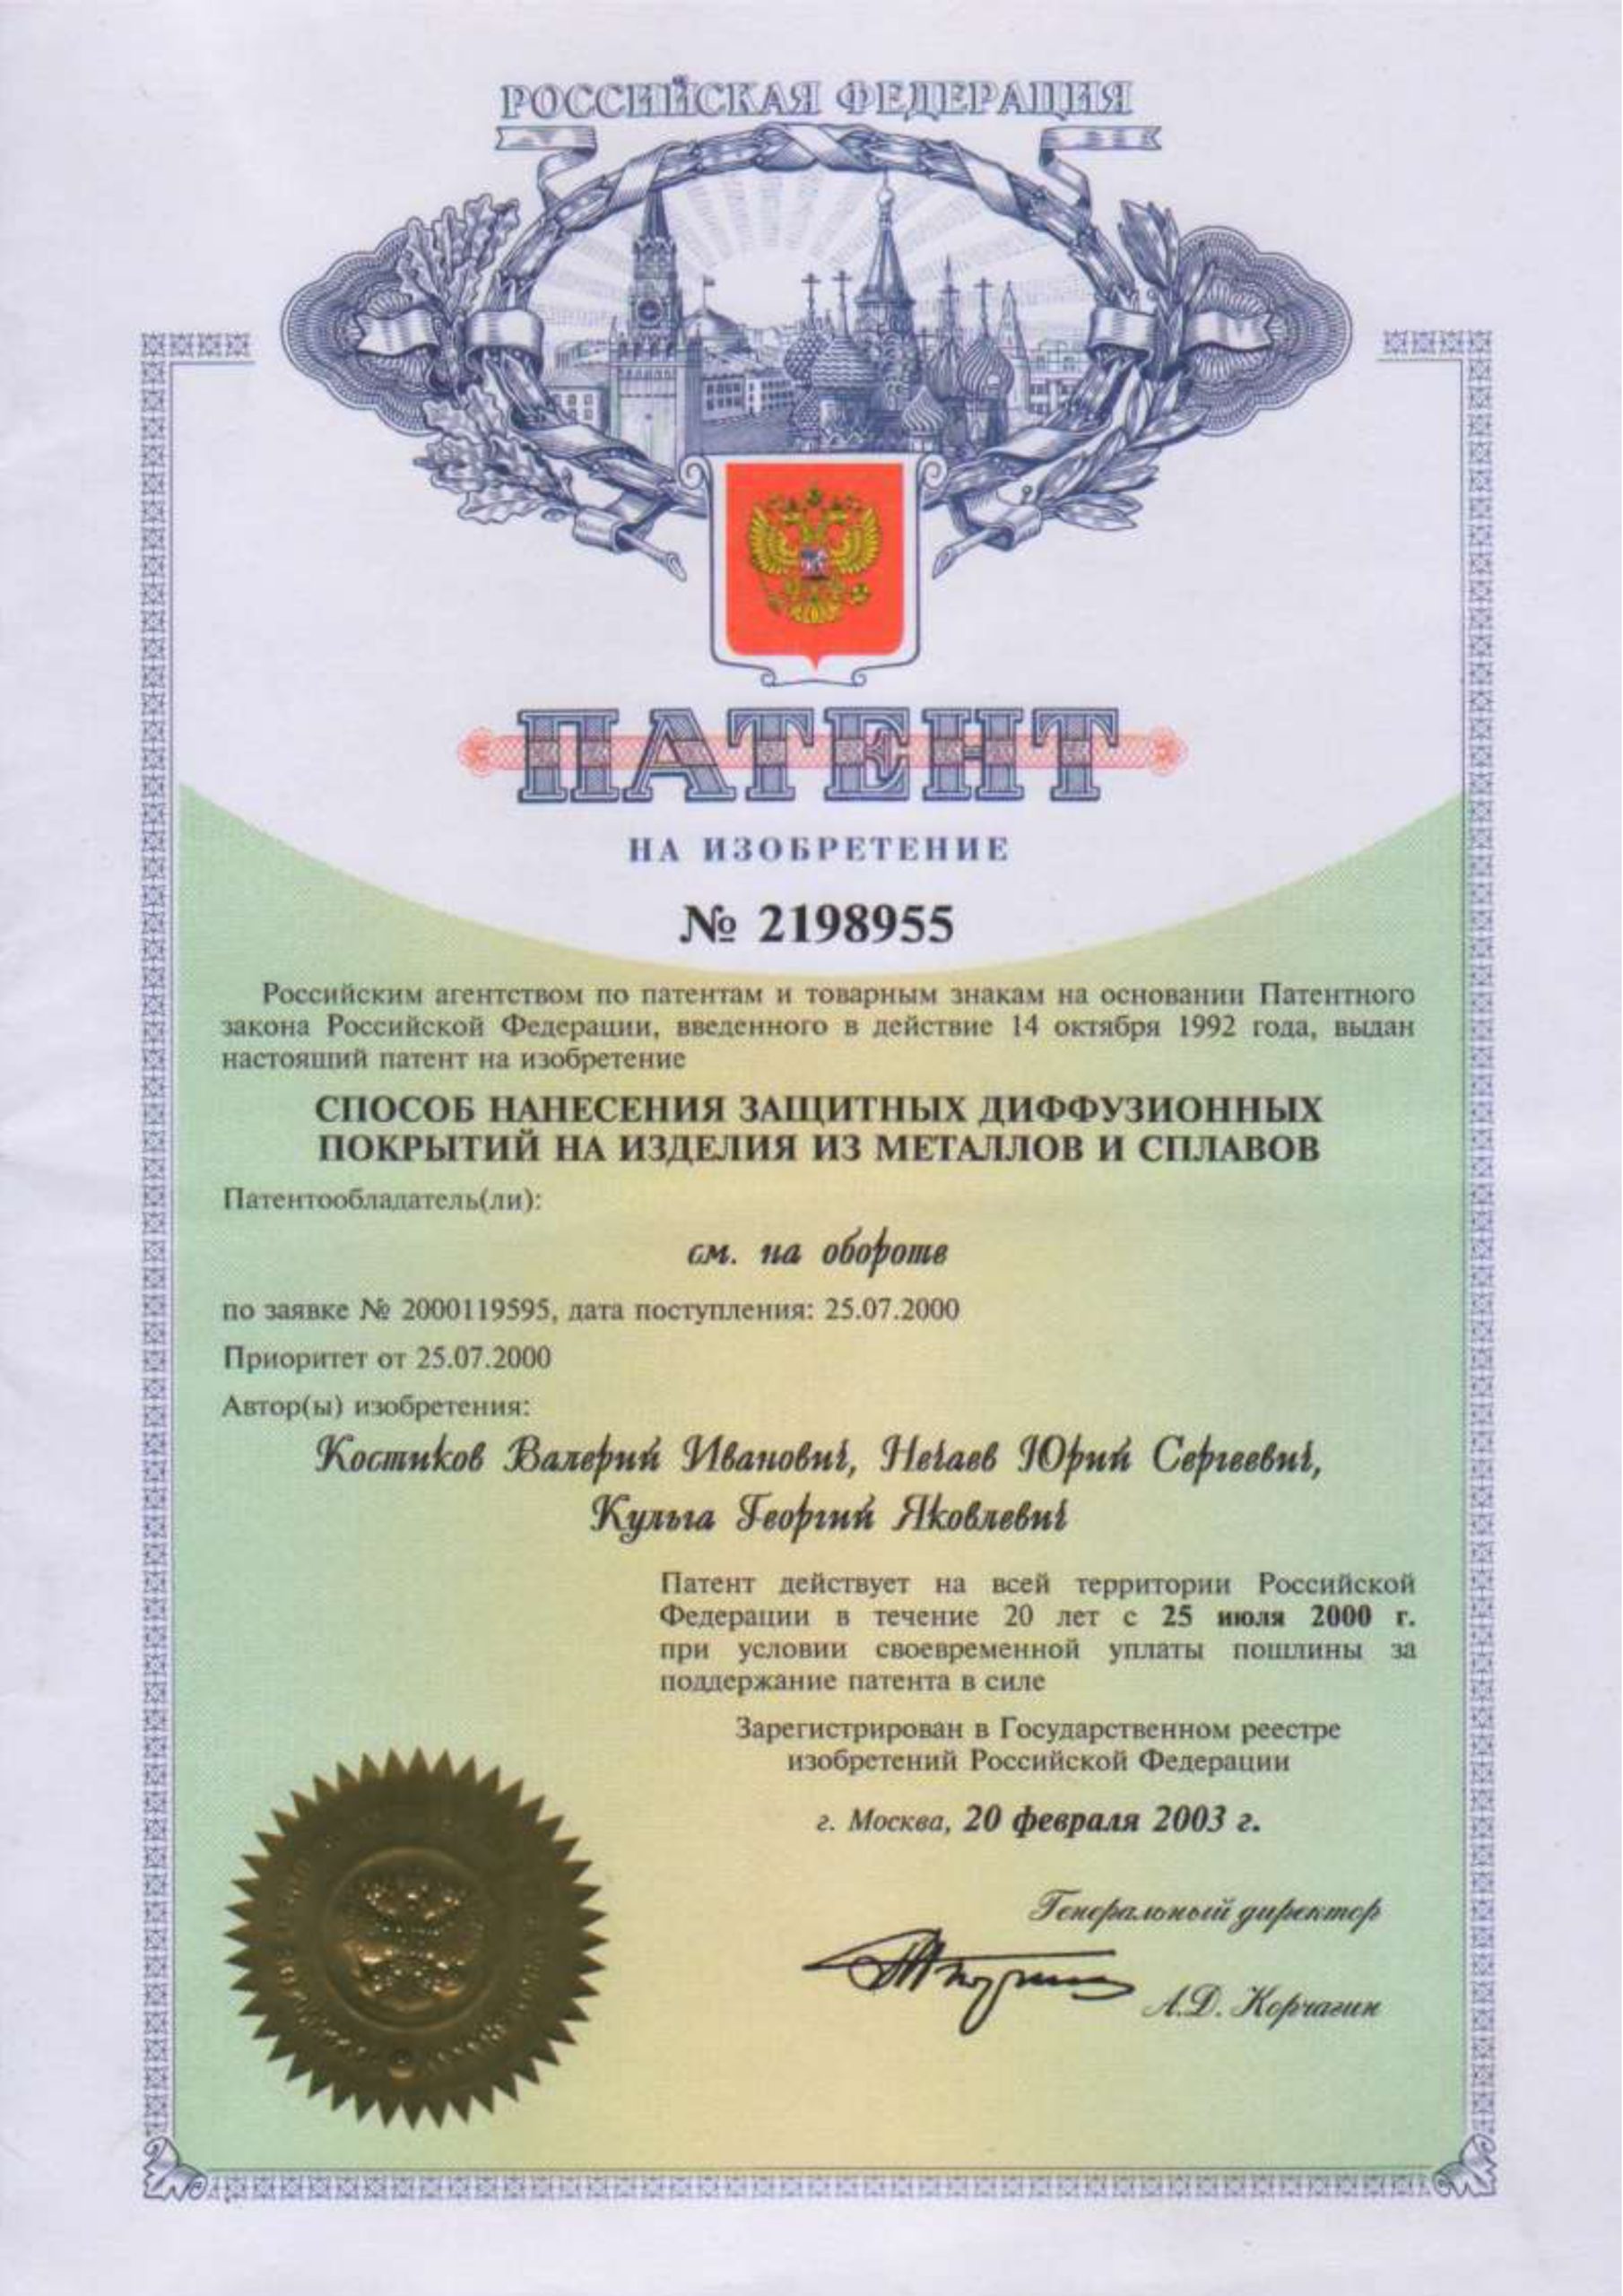 РОССИЙСКАЯ ФЕДЕРАЦИЯ
ПАТЕНТ
НА ИЗОБРЕТЕНИЕ
№ 2198955
Российским агентством по патентам и товарным знакам на основании Патентного
закона Российской Федерации, введенного в действие 14 октября 1992 года, выдан
настоящий патент на изобретение
СПОСОБ НАНЕСЕНИЯ ЗАЩИТНЫХ ДИФФУЗИОННЫХ
ПОКРЫТИЙ НА ИЗДЕЛИЯ ИЗ МЕТАЛЛОВ И СПЛАВОВ
Патентообладатель(ли):
см. на обороте
по заявке № 2000119595, дата поступления: 25.07.2000
Приоритет от 25.07.2000
Автор(ы) изобретения:
Костиков Валерий Иванович, Нечаев Юрий Сергеевич,
Кульга Георгий Яковлевич
Патент действует на всей территории Российской
Федерации в течение 20 лет с 25 июля 2000 г.
при условии своевременной уплаты пошлины за
поддержание патента в силе
Зарегистрирован в Государственном реестре
изобретений Российской Федерации
г. Москва, 20 февраля 2003 г.
Генеральный директор
А.Д. Корчагин